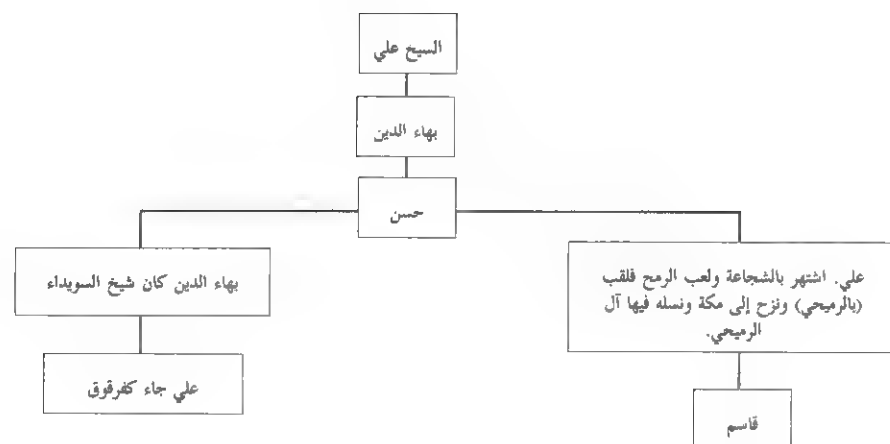 السيح علي
بهاء الدين
حسن
علي. اشتهر بالشجاعة ولعب الرمح فلقب
(بالرميحي) ونزح إلى مكة ونسله فيها آل
الرميحي.
بهاء الدين كان شيخ السويداء
علي جاء كفرقوق
قاسم